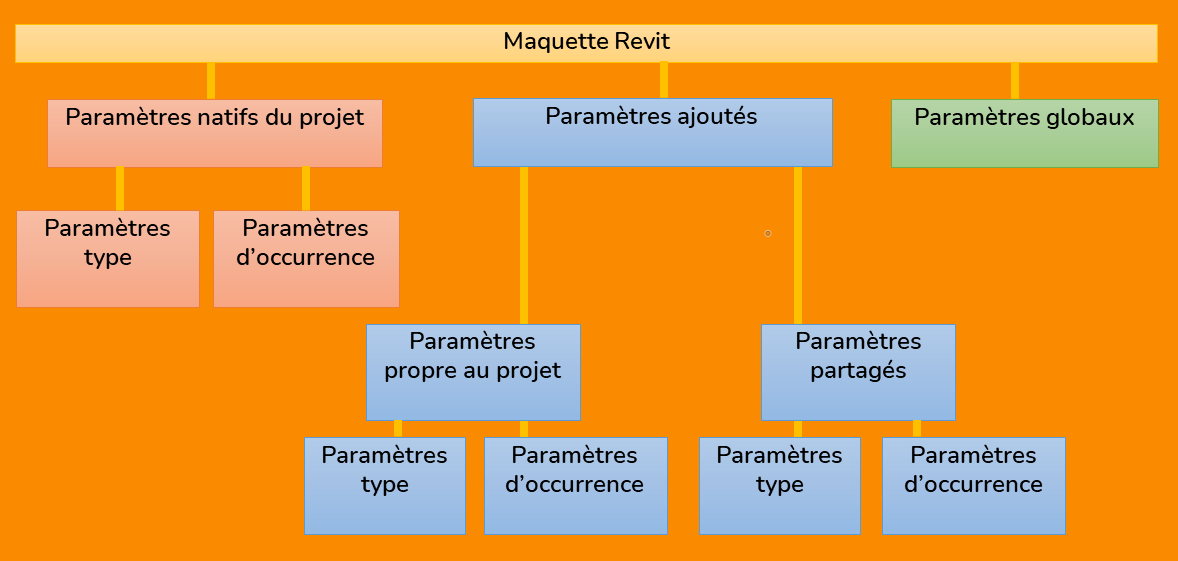 Maquette Revit
Paramètres natifs du projet
Paramètres ajoutés
Paramètres globaux
Paramètres
type
Paramètres
d’occurrence
Paramètres
propre au projet
Paramètres
partagés
Paramètres
type
Paramètres
d’occurrence
Paramètres
type
Paramètres
d’occurrence